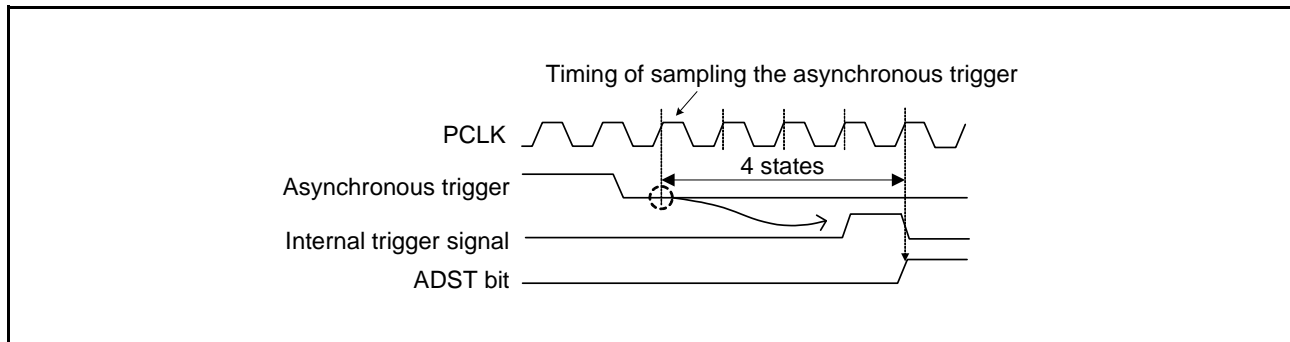 Timing of sampling the asynchronous trigger
PCLK
4 states
Asynchronous trigger
Internal trigger signal
ADST bit